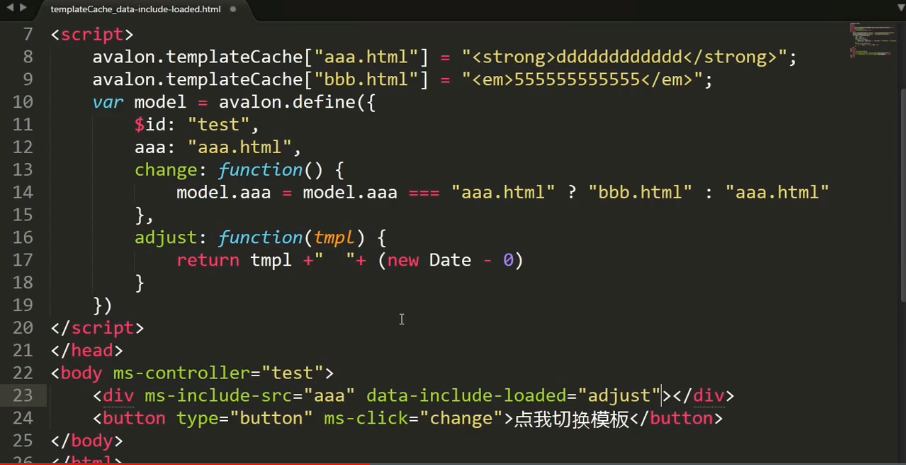 templateCache_data-include-loaded.html
7 <script>
8 avalon.templateCache["aaa.html"] = "<strong>dddddddddddd</strong>";
9 avalon.templateCache["bbb.html"] = "<em>555555555555</em>";
10 var model = avalon.define({
11 $id: "test",
12 aaa: "aaa.html",
13 change: function() {
14 model.aaa = model.aaa === "aaa.html" ? "bbb.html" : "aaa.html"
15 },
16 adjust: function(tmpl) {
17 return tmpl +"  "+ (new Date - 0)
18 }
19 })
20 </script>
21 </head>
22 <body ms-controller="test">
23 <div ms-include-src="aaa" data-include-loaded="adjust"></div>
24 <button type="button" ms-click="change">点我切换模板</button>
25 </body>
26 </html>